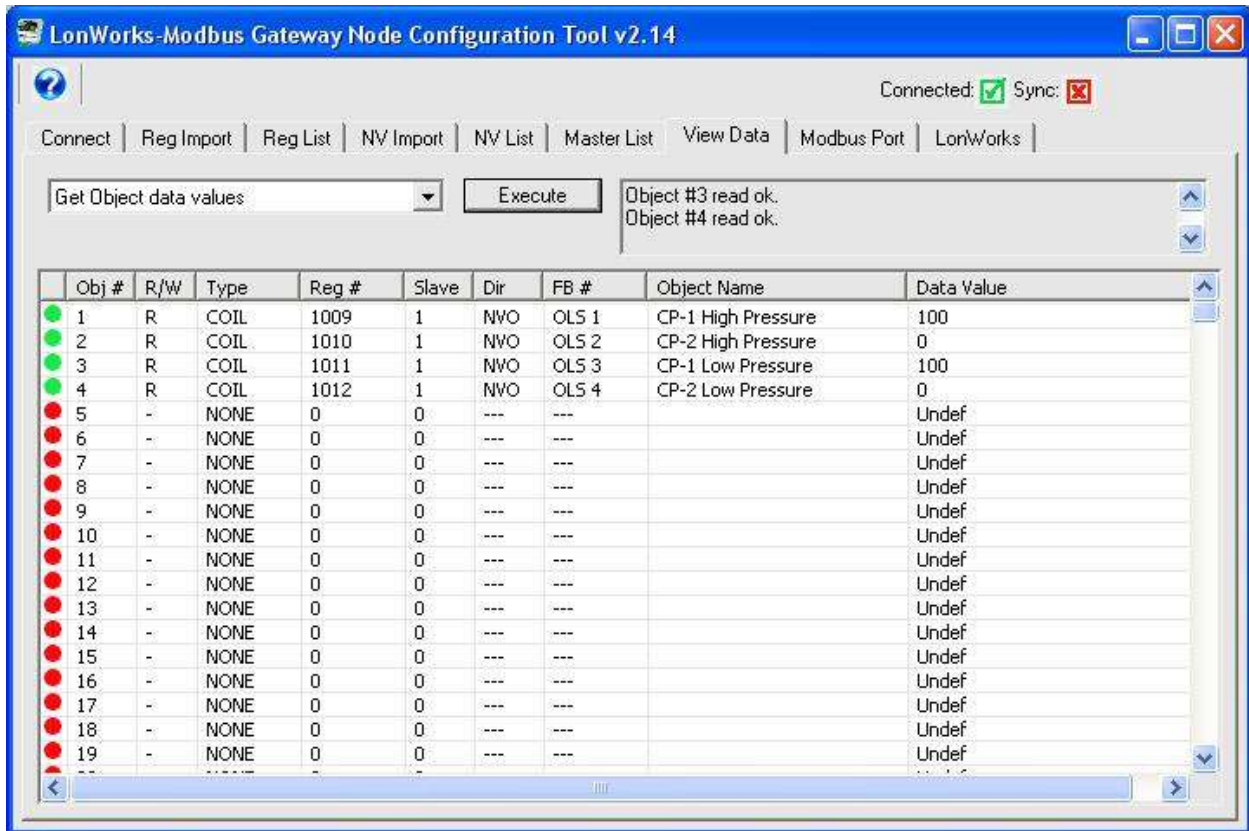 LonWorks-Modbus Gateway Node Configuration Tool v2.14
Connected: Sync:
Connect Reg Import Reg List NV Import NV List Master List View Data Modbus Port LonWorks
Get Object data values Execute Object #3 read ok.
Object #4 read ok.
Obj # R/W Type Reg # Slave Dir FB # Object Name Data Value
1 R COIL 1009 1 NVO OLS 1 CP-1 High Pressure 100
2 R COIL 1010 1 NVO OLS 2 CP-2 High Pressure 0
3 R COIL 1011 1 NVO OLS 3 CP-1 Low Pressure 100
4 R COIL 1012 1 NVO OLS 4 CP-2 Low Pressure 0
5 - NONE 0 0 --- --- Undef
6 - NONE 0 0 --- --- Undef
7 - NONE 0 0 --- --- Undef
8 - NONE 0 0 --- --- Undef
9 - NONE 0 0 --- --- Undef
10 - NONE 0 0 --- --- Undef
11 - NONE 0 0 --- --- Undef
12 - NONE 0 0 --- --- Undef
13 - NONE 0 0 --- --- Undef
14 - NONE 0 0 --- --- Undef
15 - NONE 0 0 --- --- Undef
16 - NONE 0 0 --- --- Undef
17 - NONE 0 0 --- --- Undef
18 - NONE 0 0 --- --- Undef
19 - NONE 0 0 --- --- Undef